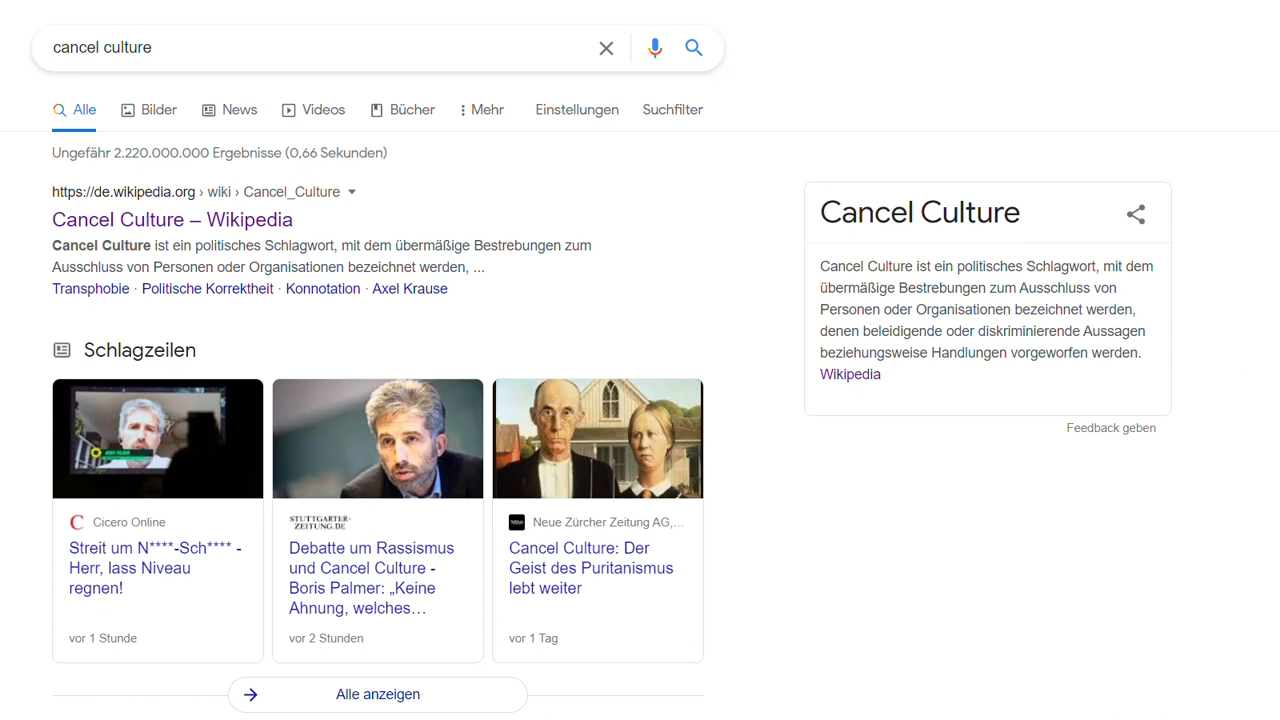 cancel culture
Alle Bilder News Videos Bücher Mehr Einstellungen Suchfilter
Ungefähr 2.220.000.000 Ergebnisse (0,66 Sekunden)
https://de.wikipedia.org › wiki › Cancel_Culture
Cancel Culture – Wikipedia
Cancel Culture ist ein politisches Schlagwort, mit dem übermäßige Bestrebungen zum
Ausschluss von Personen oder Organisationen bezeichnet werden, ...
Transphobie · Politische Korrektheit · Konnotation · Axel Krause
Schlagzeilen
Cicero Online
Streit um N****-Sch**** -
Herr, lass Niveau
regnen!
vor 1 Stunde
STUTTGARTER-
ZEITUNG.DE
Debatte um Rassismus
und Cancel Culture -
Boris Palmer: „Keine
Ahnung, welches…
vor 2 Stunden
Neue Zürcher Zeitung AG,...
Cancel Culture: Der
Geist des Puritanismus
lebt weiter
vor 1 Tag
Alle anzeigen
Cancel Culture
Cancel Culture ist ein politisches Schlagwort, mit dem
übermäßige Bestrebungen zum Ausschluss von
Personen oder Organisationen bezeichnet werden,
denen beleidigende oder diskriminierende Aussagen
beziehungsweise Handlungen vorgeworfen werden.
Wikipedia
Feedback geben